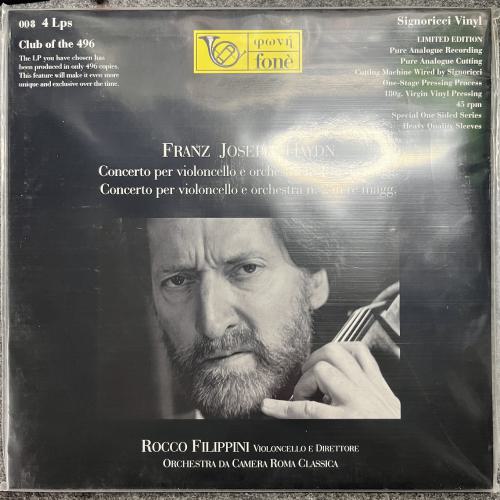 008 4 Lps
Club of the 496
The LP you have chosen has
been produced in only 496 copies.
This feature will make it even more
unique and exclusive over the time.
φωνή
fonè
Signoricci Vinyl
LIMITED EDITION
Pure Analogue Recording
Pure Analogue Cutting
Cutting Machine Wired by Signoricci
One-Stage Pressing Process
180g. Virgin Vinyl Pressing
45 rpm
Special One Sided Series
Heavy Quality Sleeves
FRANZ JOSEPH HAYDN
Concerto per violoncello e orchestra magg.
Concerto per violoncello e orchestra n. re magg.
ROCCO FILIPPINI VIOLONCELLO E DIRETTORE
ORCHESTRA DA CAMERA ROMA CLASSICA